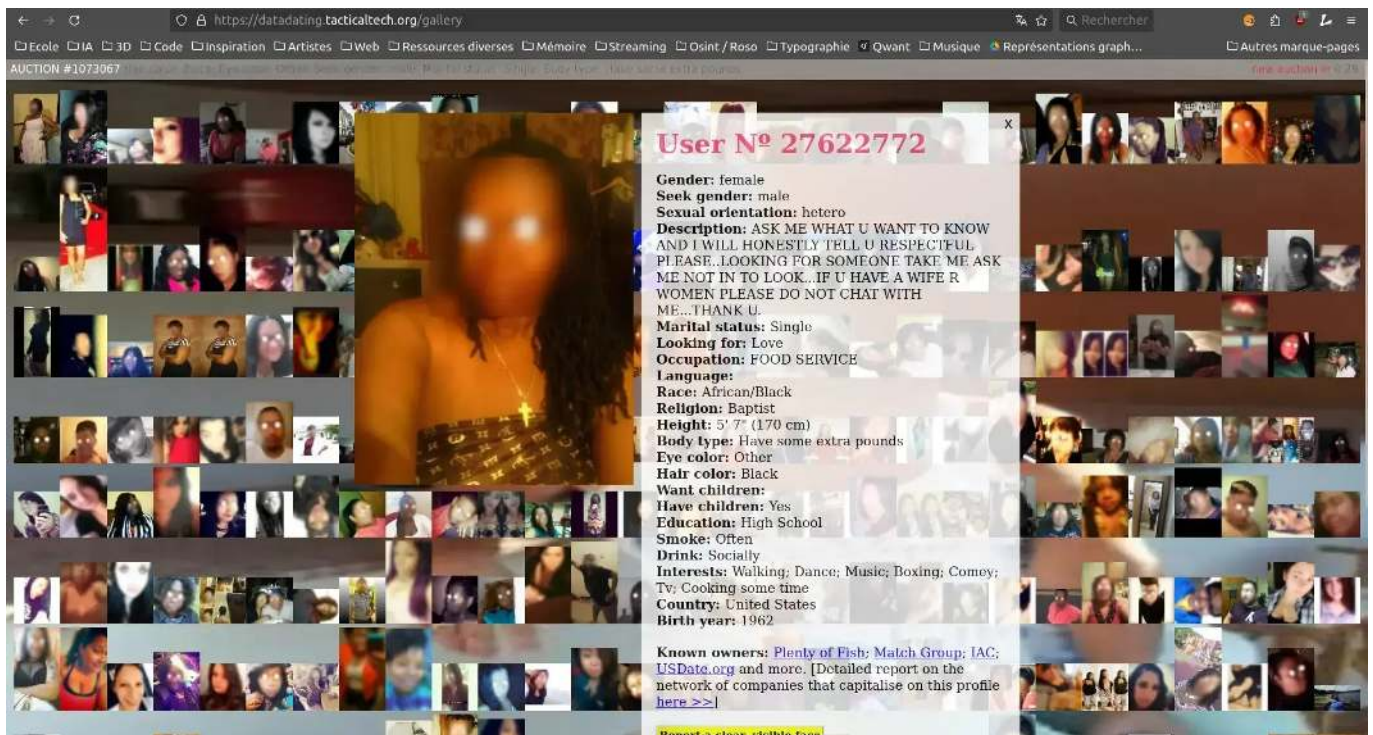 https://datadating.tacticaltech.org/gallery
Rechercher
Ecole IA 3D Code Inspiration Artistes Web Ressources diverses Mémoire Streaming Osint / Roso Typographie Qwant Musique Représentations graph... Autres marque-pages
AUCTION #1073067
x
User Nº 27622772
Gender: female
Seek gender: male
Sexual orientation: hetero
Description: ASK ME WHAT U WANT TO KNOW
AND I WILL HONESTLY TELL U RESPECTFUL
PLEASE..LOOKING FOR SOMEONE TAKE ME ASK
ME NOT IN TO LOOK...IF U HAVE A WIFE R
WOMEN PLEASE DO NOT CHAT WITH
ME...THANK U.
Marital status: Single
Looking for: Love
Occupation: FOOD SERVICE
Language:
Race: African/Black
Religion: Baptist
Height: 5' 7" (170 cm)
Body type: Have some extra pounds
Eye color: Other
Hair color: Black
Want children:
Have children: Yes
Education: High School
Smoke: Often
Drink: Socially
Interests: Walking; Dance; Music; Boxing; Comey;
Tv; Cooking some time
Country: United States
Birth year: 1962
Known owners: Plenty of Fish; Match Group; IAC;
USDate.org and more. [Detailed report on the
network of companies that capitalise on this profile
here >>]
Report a clear, visible face